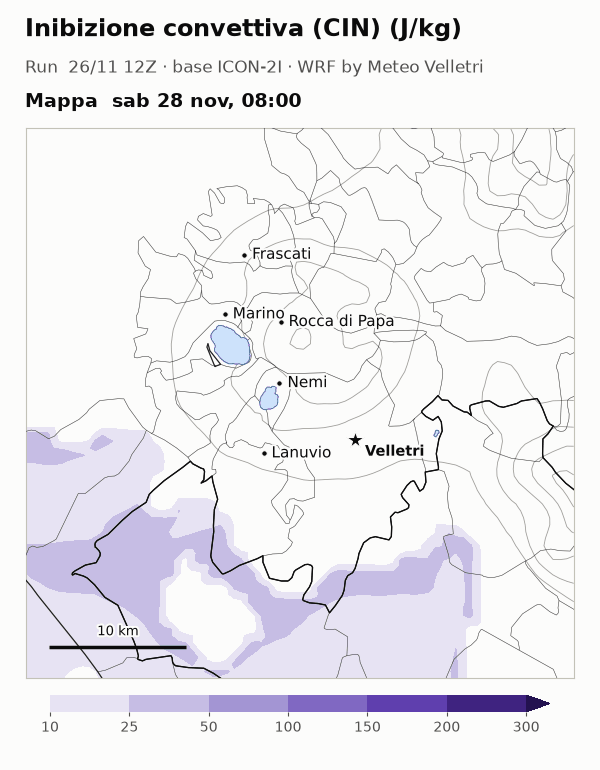 Inibizione convettiva (CIN) (J/kg)
Run  26/11 12Z · base ICON-2I · WRF by Meteo Velletri
Mappa  sab 28 nov, 08:00
Frascati
Marino
Rocca di Papa
Nemi
Velletri
Lanuvio
10 km
10 25 50 100 150 200 300